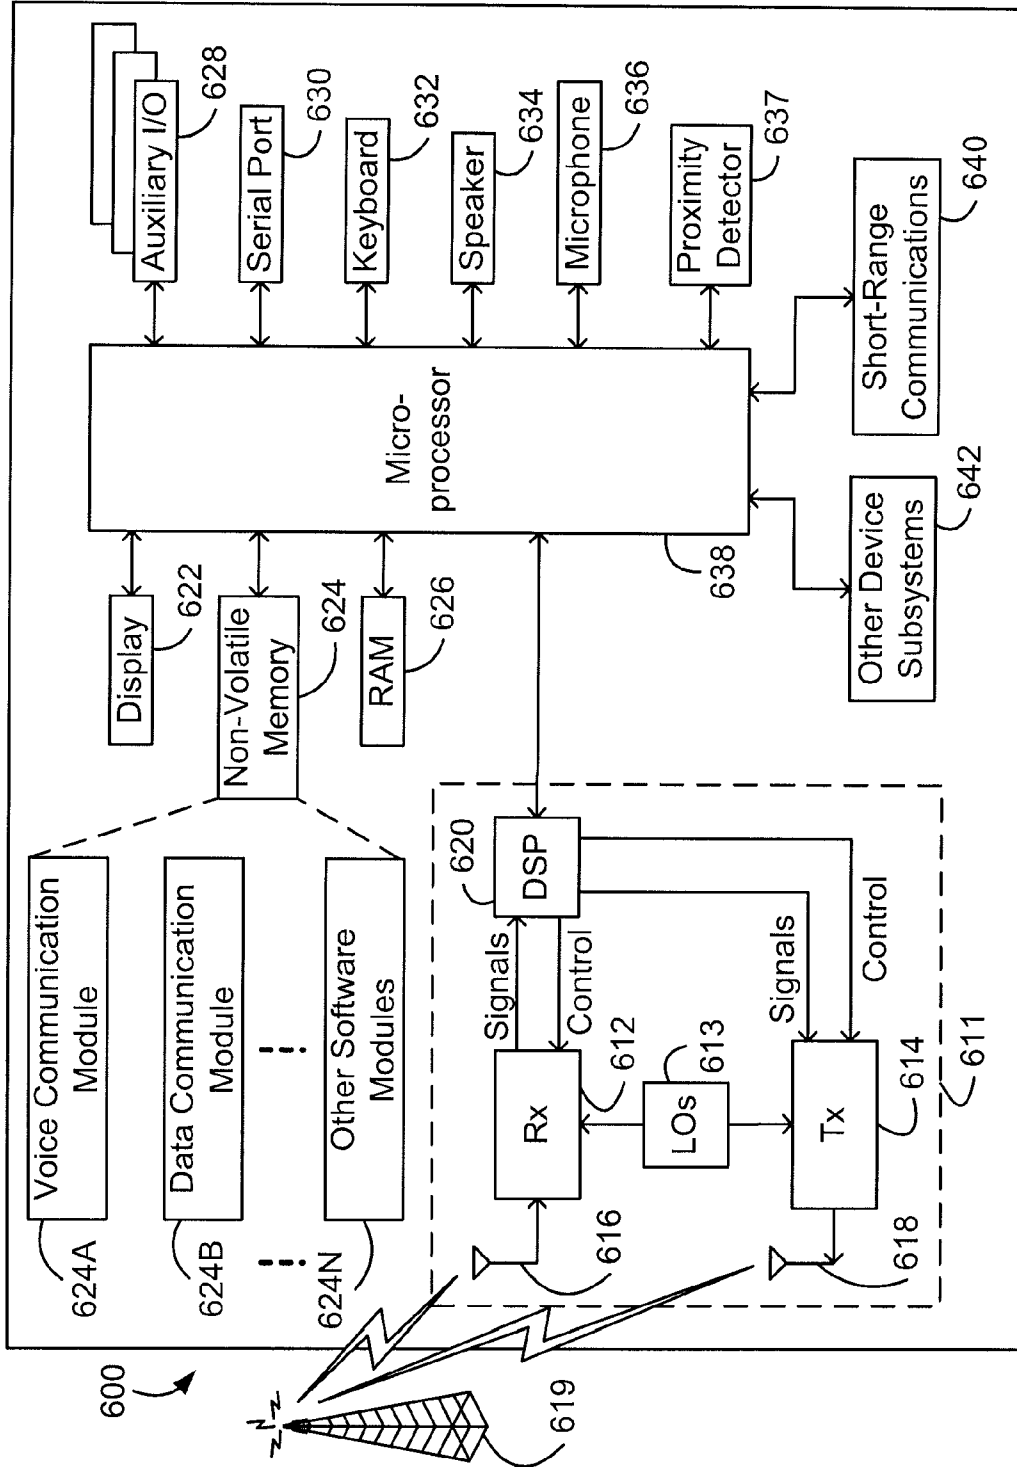 600
619
624A
Voice Communication
Module
624B
Data Communication
Module
624N
Other Software
Modules
Display
622
Non-Volatile
Memory
624
RAM
626
Micro-
processor
638
Auxiliary I/O
628
Serial Port
630
Keyboard
632
Speaker
634
Microphone
636
Proximity
Detector
637
Short-Range
Communications
640
Other Device
Subsystems
642
616
Rx
612
Signals
Control
DSP
620
LOs
613
618
Tx
614
Signals
Control
611